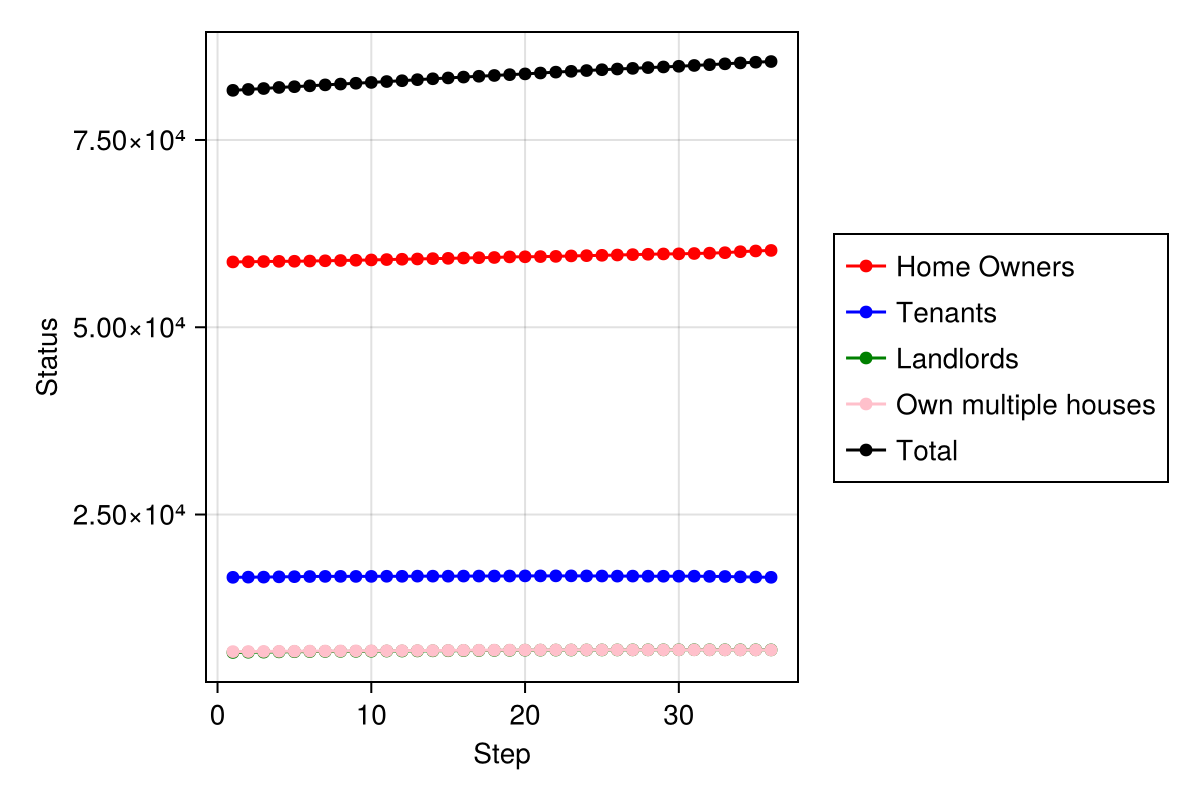 7.50×10⁴
5.00×10⁴
2.50×10⁴
Status
0 10 20 30
Step
Home Owners
Tenants
Landlords
Own multiple houses
Total